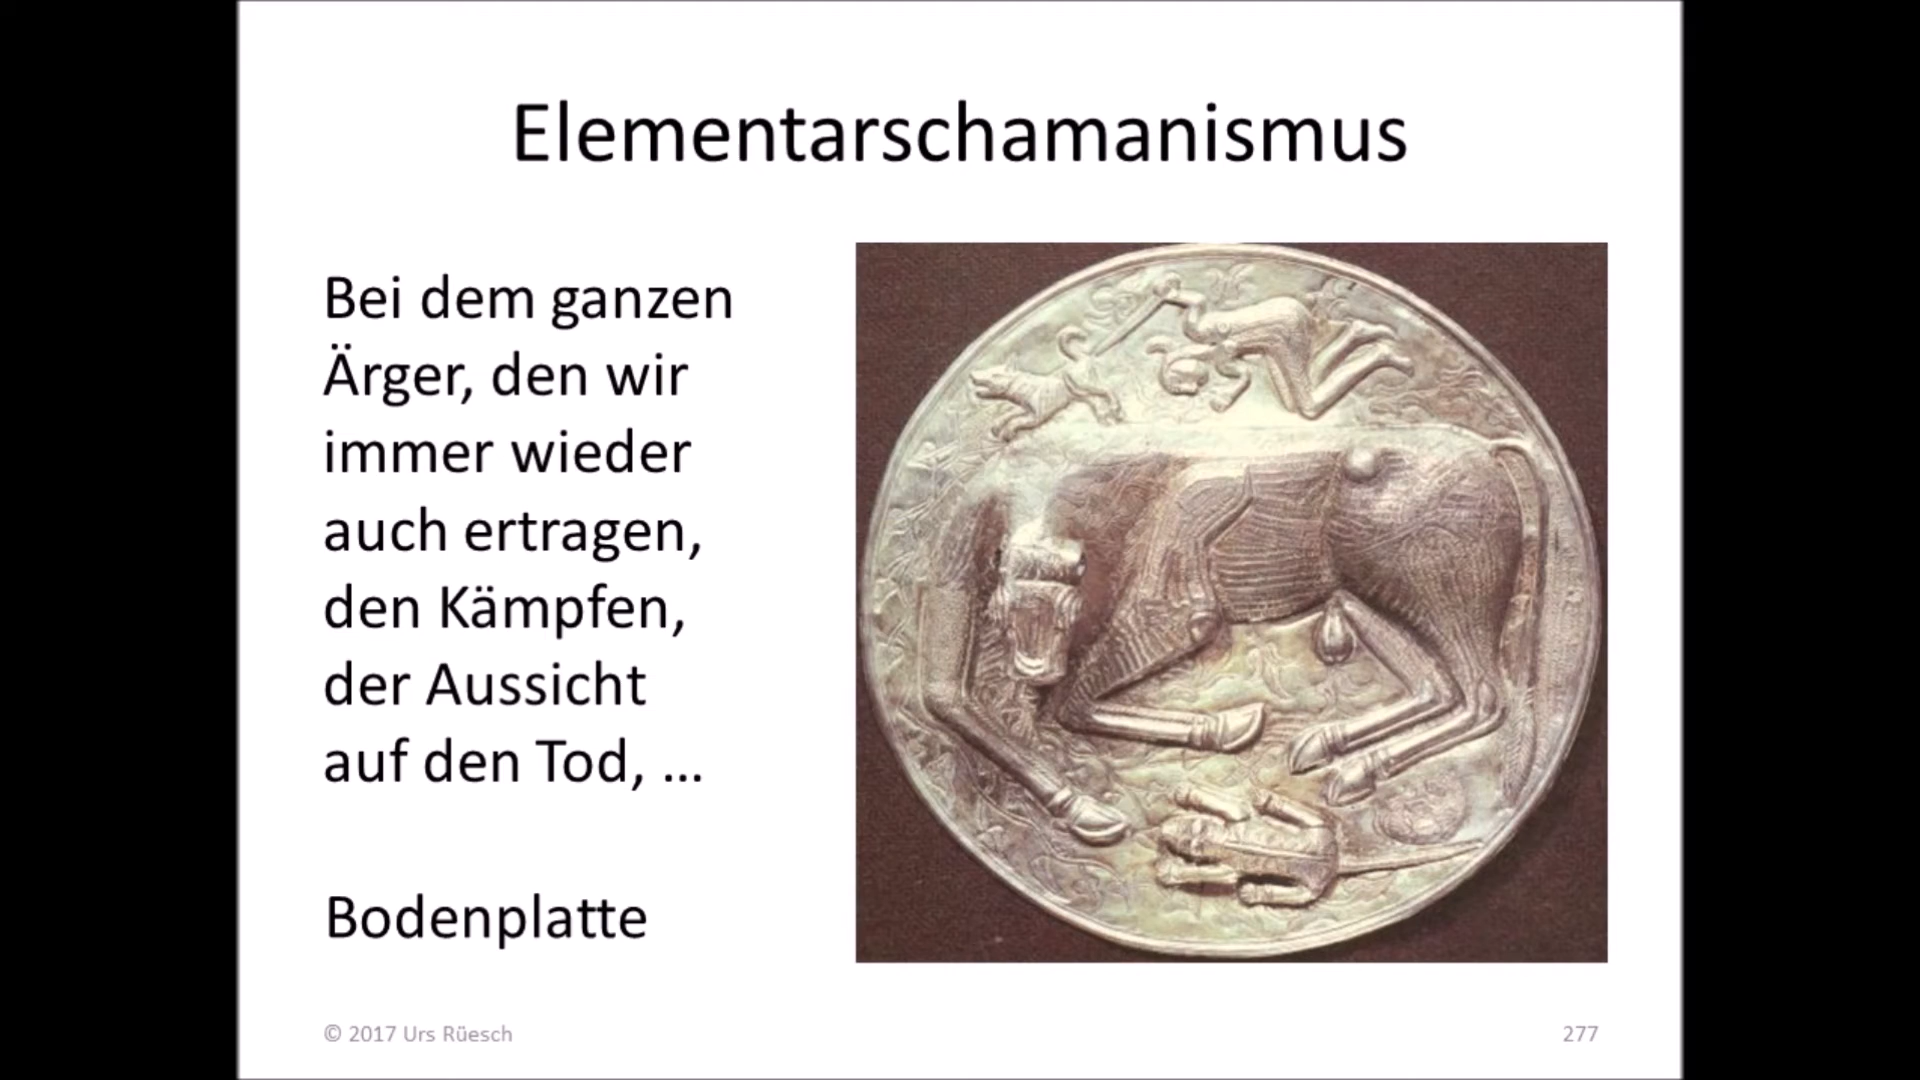 Elementarschamanismus
Bei dem ganzen
Ärger, den wir
immer wieder
auch ertragen,
den Kämpfen,
der Aussicht
auf den Tod, ...
Bodenplatte
© 2017 Urs Rüesch
277